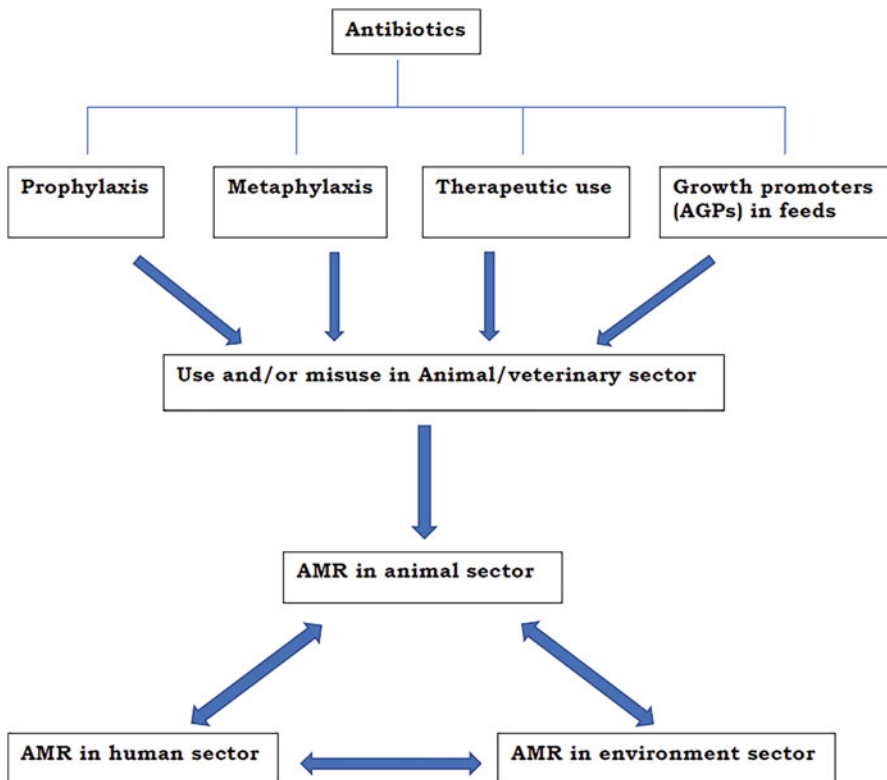 Antibiotics
Prophylaxis
Metaphylaxis
Therapeutic use
Growth promoters
(AGPs) in feeds
Use and/or misuse in Animal/veterinary sector
AMR in animal sector
AMR in human sector
AMR in environment sector